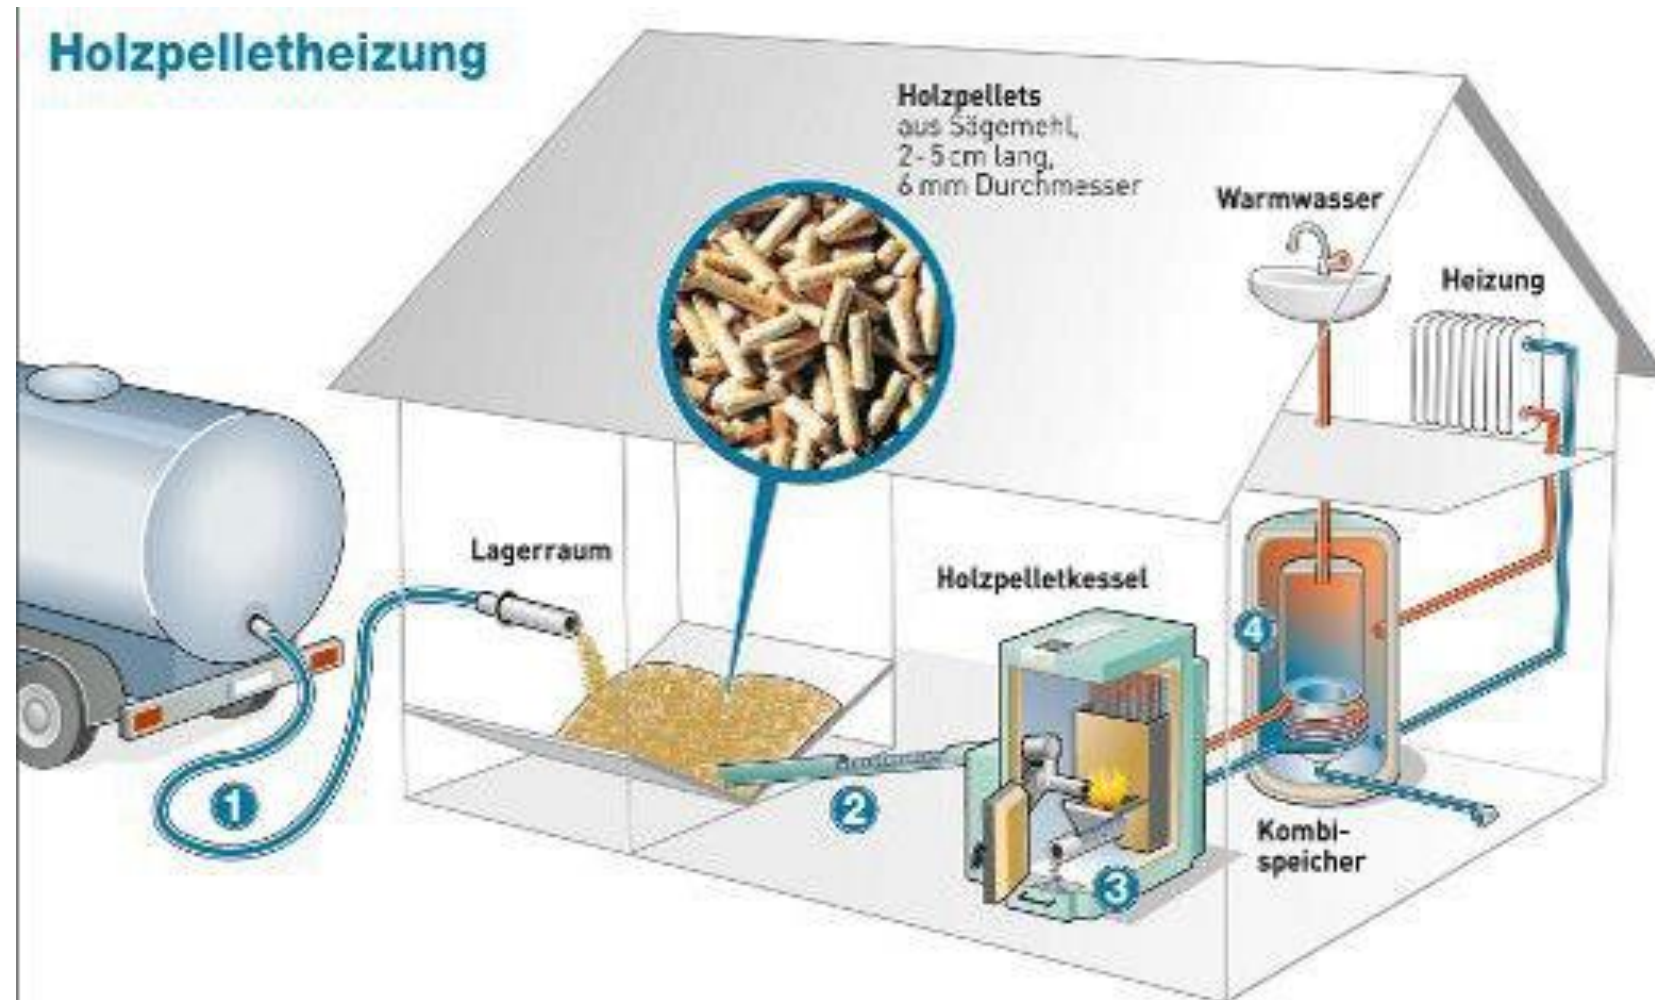 Holzpelletheizung
Holzpellets
aus Sägemehl,
2-5 cm lang,
6 mm Durchmesser
Warmwasser
Heizung
Lagerraum
Holzpelletkessel
4
1
2
3
Kombi-
speicher